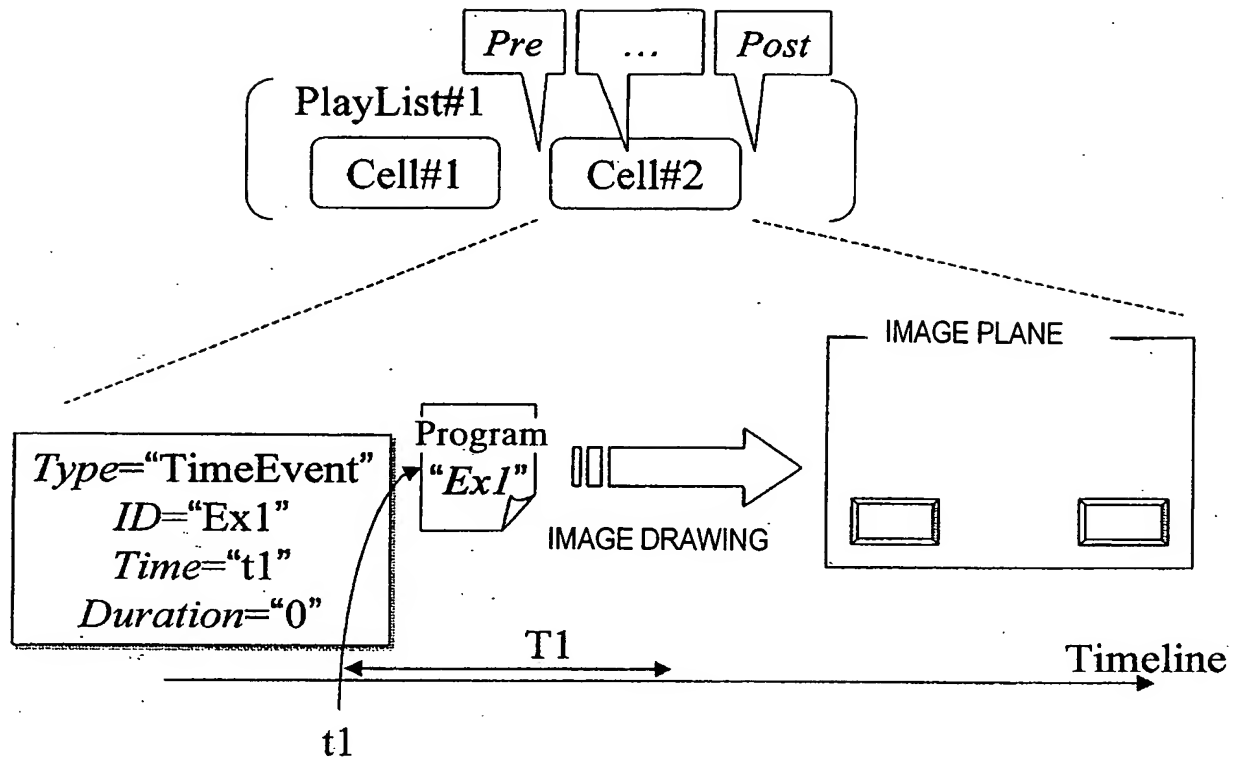 Pre ... Post
PlayList#1
Cell#1 Cell#2
IMAGE PLANE
Type=“TimeEvent”
ID=“Ex1”
Time=“t1”
Duration=“0”
Program
“Ex1”
IMAGE DRAWING
T1
Timeline
t1